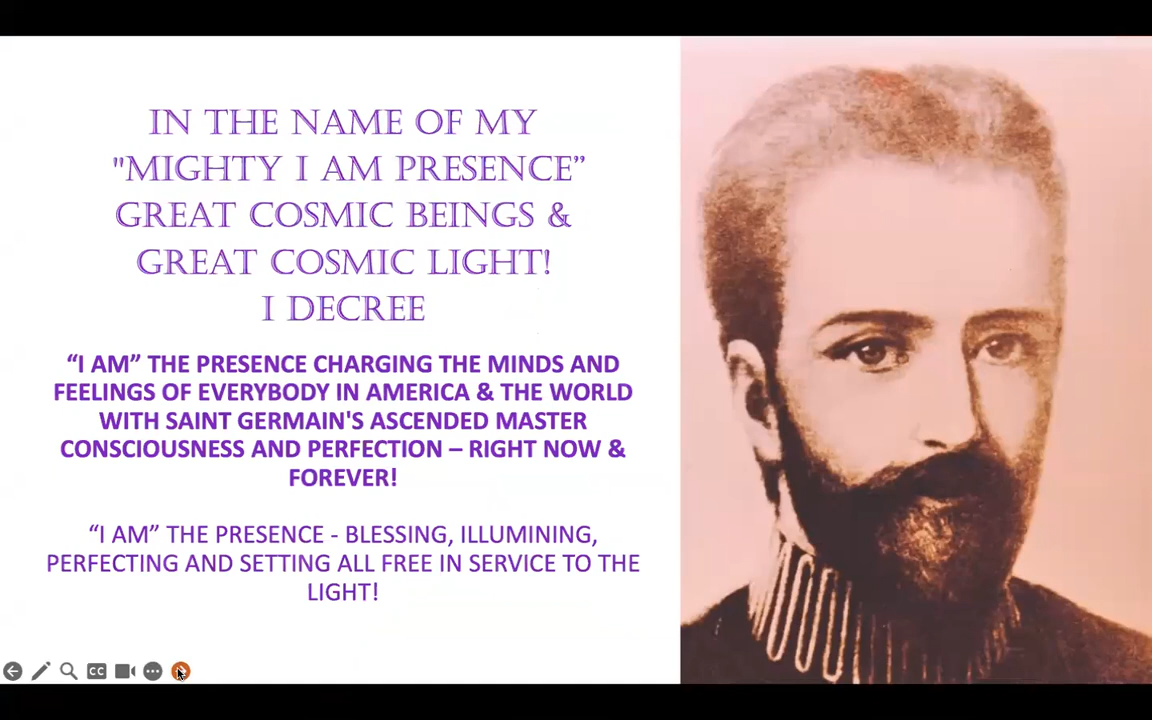 IN THE NAME OF MY
"MIGHTY I AM PRESENCE”
GREAT COSMIC BEINGS &
GREAT COSMIC LIGHT!
I DECREE
“I AM” THE PRESENCE CHARGING THE MINDS AND
FEELINGS OF EVERYBODY IN AMERICA & THE WORLD
WITH SAINT GERMAIN'S ASCENDED MASTER
CONSCIOUSNESS AND PERFECTION – RIGHT NOW &
FOREVER!
“I AM” THE PRESENCE - BLESSING, ILLUMINING,
PERFECTING AND SETTING ALL FREE IN SERVICE TO THE
LIGHT!
CC